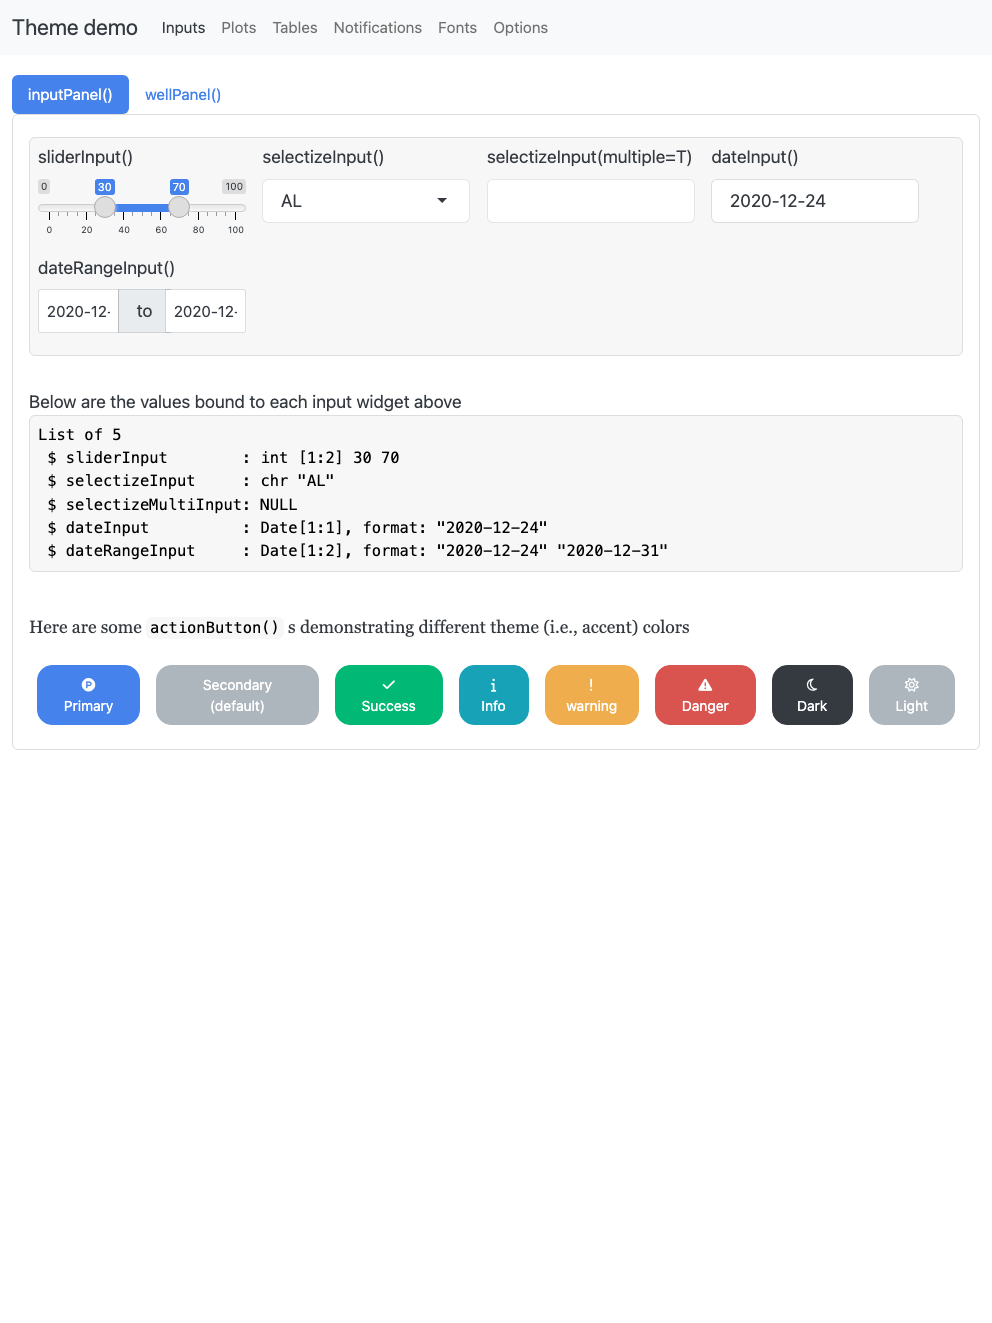 Theme demo Inputs Plots Tables Notifications Fonts Options
inputPanel() wellPanel()
sliderInput() selectizeInput() selectizeInput(multiple=T) dateInput()
0 30 70 100
AL 2020-12-24
0 20 40 60 80 100
dateRangeInput()
2020-12- to 2020-12-
Below are the values bound to each input widget above
List of 5
$ sliderInput : int [1:2] 30 70
$ selectizeInput : chr "AL"
$ selectizeMultiInput: NULL
$ dateInput : Date[1:1], format: "2020-12-24"
$ dateRangeInput : Date[1:2], format: "2020-12-24" "2020-12-31"
Here are some actionButton() s demonstrating different theme (i.e., accent) colors
Primary
Secondary
(default)
Success
Info
warning
Danger
Dark
Light